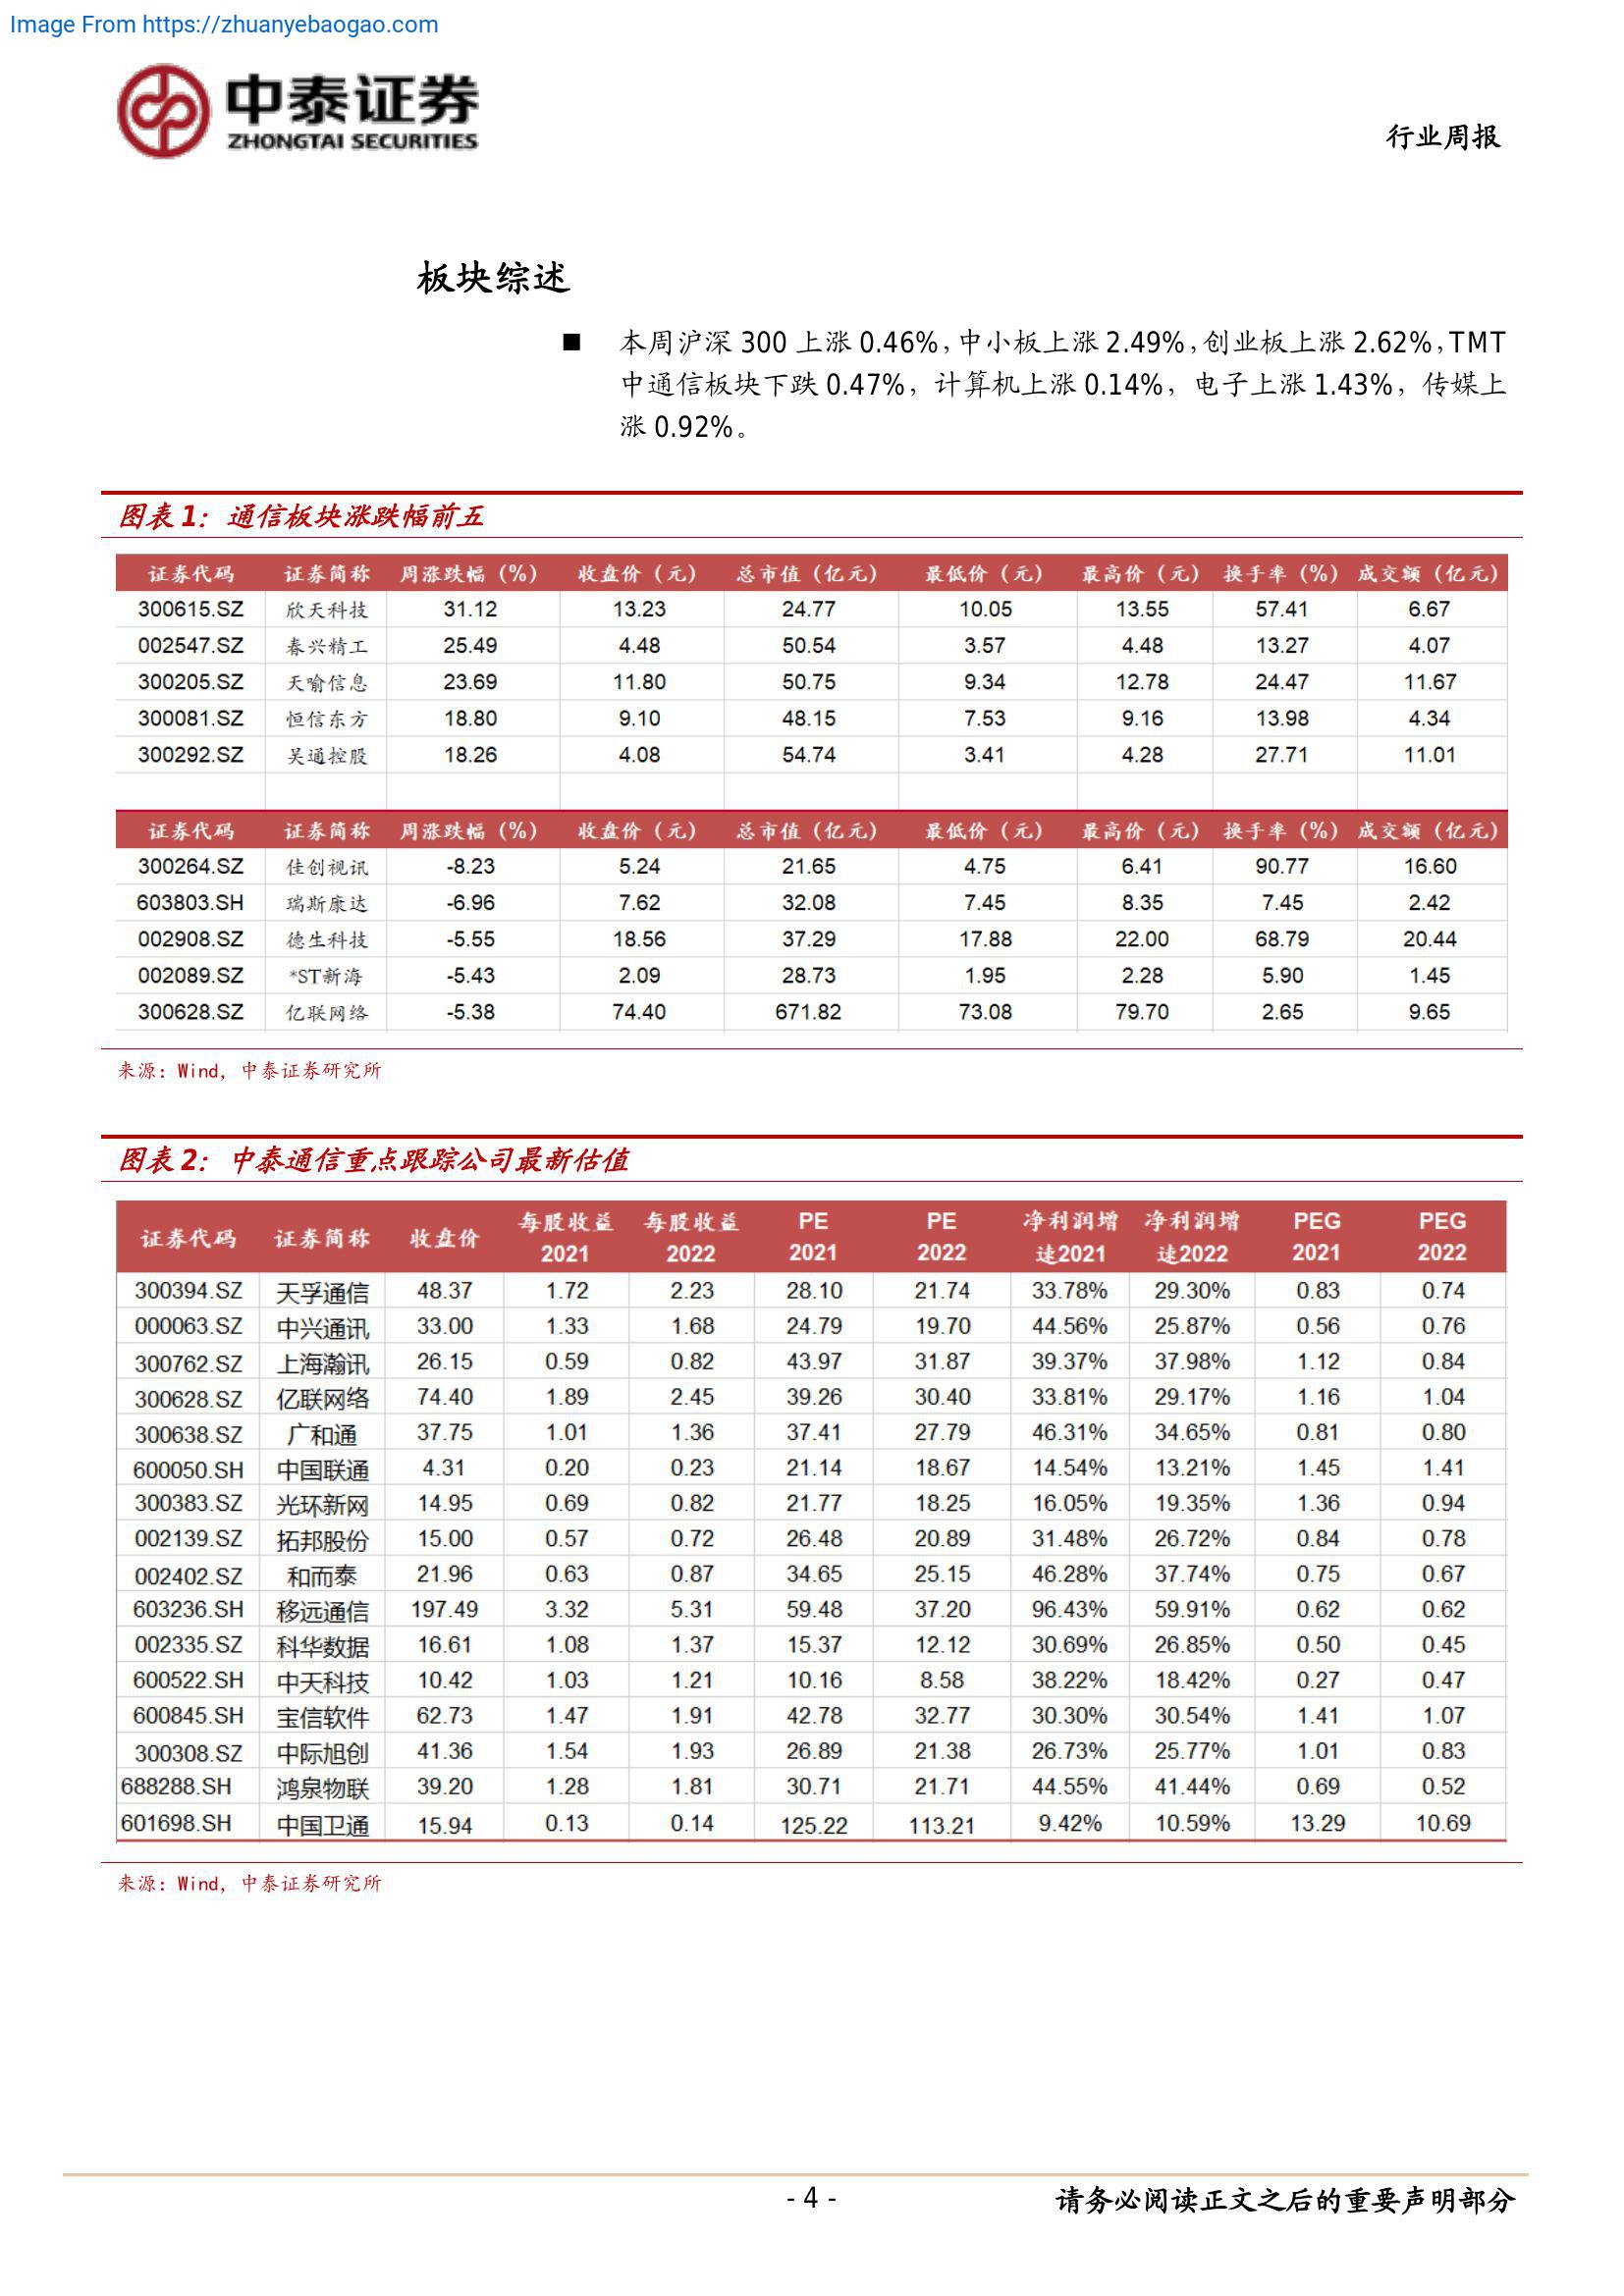 Image From https://zhuanyebaogao.com
中泰证券
ZHONGTAI SECURITIES
行业周报
板块综述
■ 本周沪深 300 上涨 0.46%，中小板上涨 2.49%，创业板上涨 2.62%，TMT
中通信板块下跌 0.47%，计算机上涨 0.14%，电子上涨 1.43%，传媒上
涨 0.92%。
图表 1：通信板块涨跌幅前五
证券代码 证券简称 周涨跌幅（%） 收盘价（元） 总市值（亿元） 最低价（元） 最高价（元） 换手率（%） 成交额（亿元）
300615.SZ 欣天科技 31.12 13.23 24.77 10.05 13.55 57.41 6.67
002547.SZ 春兴精工 25.49 4.48 50.54 3.57 4.48 13.27 4.07
300205.SZ 天喻信息 23.69 11.80 50.75 9.34 12.78 24.47 11.67
300081.SZ 恒信东方 18.80 9.10 48.15 7.53 9.16 13.98 4.34
300292.SZ 吴通控股 18.26 4.08 54.74 3.41 4.28 27.71 11.01
证券代码 证券简称 周涨跌幅（%） 收盘价（元） 总市值（亿元） 最低价（元） 最高价（元） 换手率（%） 成交额（亿元）
300264.SZ 佳创视讯 -8.23 5.24 21.65 4.75 6.41 90.77 16.60
603803.SH 瑞斯康达 -6.96 7.62 32.08 7.45 8.35 7.45 2.42
002908.SZ 德生科技 -5.55 18.56 37.29 17.88 22.00 68.79 20.44
002089.SZ *ST新海 -5.43 2.09 28.73 1.95 2.28 5.90 1.45
300628.SZ 亿联网络 -5.38 74.40 671.82 73.08 79.70 2.65 9.65
来源：Wind，中泰证券研究所
图表 2：中泰通信重点跟踪公司最新估值
证券代码 证券简称 收盘价 每股收益 2021 每股收益 2022 PE 2021 PE 2022 净利润增速2021 净利润增速2022 PEG 2021 PEG 2022
300394.SZ 天孚通信 48.37 1.72 2.23 28.10 21.74 33.78% 29.30% 0.83 0.74
000063.SZ 中兴通讯 33.00 1.33 1.68 24.79 19.70 44.56% 25.87% 0.56 0.76
300762.SZ 上海瀚讯 26.15 0.59 0.82 43.97 31.87 39.37% 37.98% 1.12 0.84
300628.SZ 亿联网络 74.40 1.89 2.45 39.26 30.40 33.81% 29.17% 1.16 1.04
300638.SZ 广和通 37.75 1.01 1.36 37.41 27.79 46.31% 34.65% 0.81 0.80
600050.SH 中国联通 4.31 0.20 0.23 21.14 18.67 14.54% 13.21% 1.45 1.41
300383.SZ 光环新网 14.95 0.69 0.82 21.77 18.25 16.05% 19.35% 1.36 0.94
002139.SZ 拓邦股份 15.00 0.57 0.72 26.48 20.89 31.48% 26.72% 0.84 0.78
002402.SZ 和而泰 21.96 0.63 0.87 34.65 25.15 46.28% 37.74% 0.75 0.67
603236.SH 移远通信 197.49 3.32 5.31 59.48 37.20 96.43% 59.91% 0.62 0.62
002335.SZ 科华数据 16.61 1.08 1.37 15.37 12.12 30.69% 26.85% 0.50 0.45
600522.SH 中天科技 10.42 1.03 1.21 10.16 8.58 38.22% 18.42% 0.27 0.47
600845.SH 宝信软件 62.73 1.47 1.91 42.78 32.77 30.30% 30.54% 1.41 1.07
300308.SZ 中际旭创 41.36 1.54 1.93 26.89 21.38 26.73% 25.77% 1.01 0.83
688288.SH 鸿泉物联 39.20 1.28 1.81 30.71 21.71 44.55% 41.44% 0.69 0.52
601698.SH 中国卫通 15.94 0.13 0.14 125.22 113.21 9.42% 10.59% 13.29 10.69
来源：Wind，中泰证券研究所
- 4 -
请务必阅读正文之后的重要声明部分